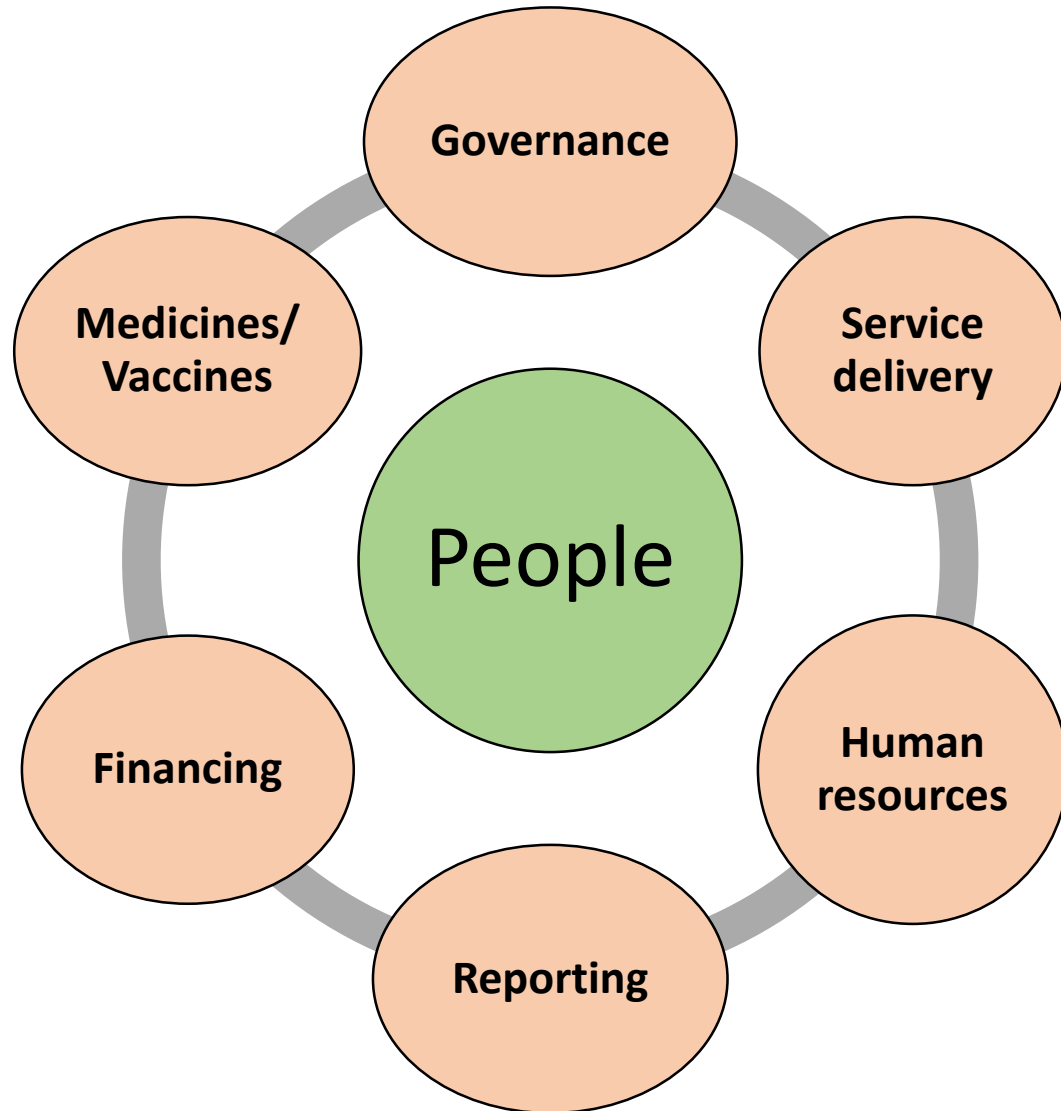 Governance
Service
delivery
Human
resources
Reporting
Financing
Medicines/
Vaccines
People